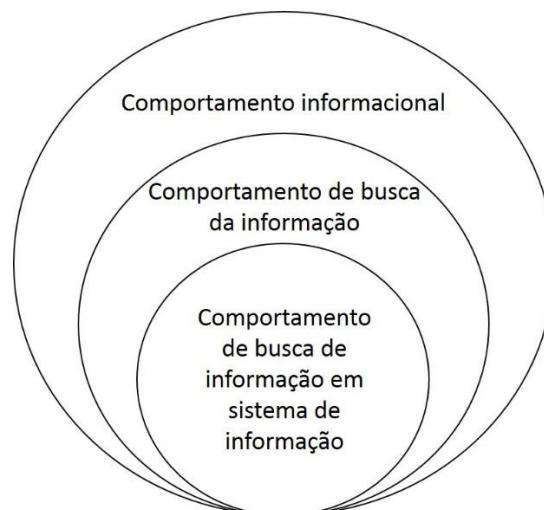 Comportamento informacional
Comportamento de busca
da informação
Comportamento
de busca de
informação em
sistema de
informação